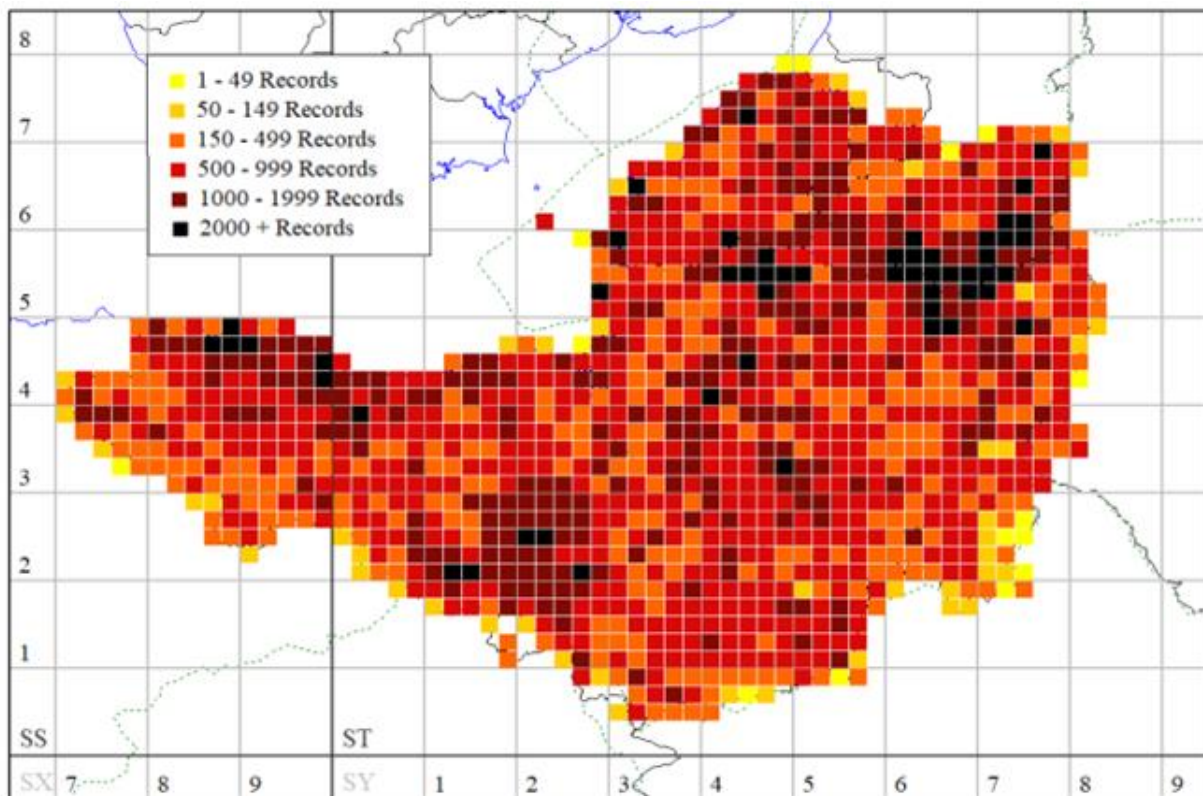 8
1 - 49 Records
50 - 149 Records
7
150 - 499 Records
500 - 999 Records
1000 - 1999 Records
6
2000 + Records
5
4
3
2
1
SS ST
SX 7 8 9 SY 1 2 3 4 5 6 7 8 9